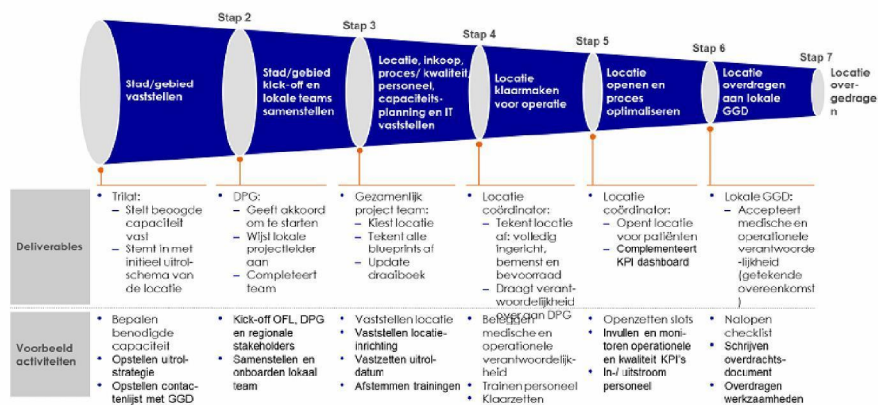 Stap 2
Stap 3
Stap 4
Stap 5
Stap 6
Stap 7
Stad/gebied
vaststellen
Stad/gebied
kick-off en
lokale teams
samenstellen
Locatie, inkoop,
proces/ kwaliteit,
personeel,
capaciteits-
planning en IT
vaststellen
Locatie
klaarmaken
voor operatie
Locatie
openen en
proces
optimaliseren
Locatie
overdragen
aan lokale
GGD
Locatie
over-
gedrage
n
Deliverables
• Trilat:
– Stelt beoogde
capaciteit
vast
– Stemt in met
initieel uitrol-
schema van
de locatie
• DPG:
– Geeft akkoord
om te starten
– Wijst lokale
projectleider
aan
– Completeert
team
• Gezamenlijk
project team:
– Kiest locatie
– Tekent alle
blueprints af
– Update
draaiboek
• Locatie
coördinator:
– Tekent locatie
af: volledig
ingericht,
bemenst en
bevoorraad
– Draagt verant-
woordelijkheid
over aan DPG
• Locatie
coördinator:
– Opent locatie
voor patiënten
– Complementeert
KPI dashboard
• Lokale GGD:
– Accepteert
medische en
operationele
verantwoorde
-lijkheid
(getekende
overeenkomst
)
Voorbeeld
activiteiten
• Bepalen
benodigde
capaciteit
• Opstellen uitrol-
strategie
• Opstellen contac-
tenlijst met GGD
• Kick-off OFL, DPG
en regionale
stakeholders
• Samenstellen en
onboarden lokaal
team
• Vaststellen locatie
• Vaststellen locatie-
inrichting
• Vastzetten uitrol-
datum
• Afstemmen trainingen
• Beleggen
medische en
operationele
verantwoordelijk-
heid
• Trainen personeel
• Klaarzetten
• Openzetten slots
• Invullen en moni-
toren operationele
en kwaliteit KPI's
• In-/ uitstroom
personeel
• Nalopen
checklist
• Schrijven
overdrachts-
document
• Overdragen
werkzaamheden